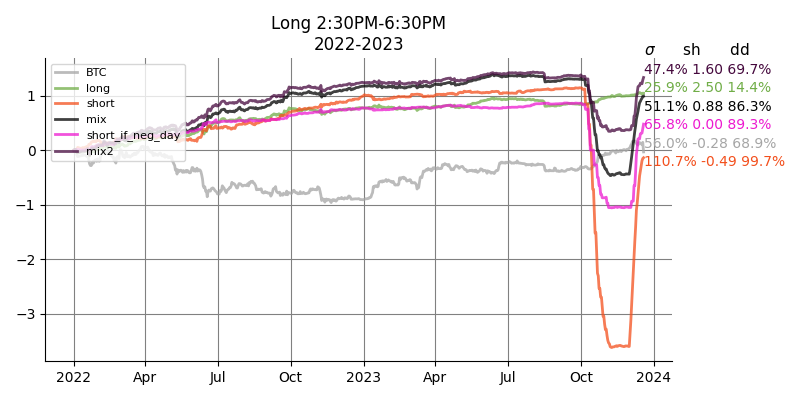 Long 2:30PM-6:30PM
2022-2023
σ sh dd
47.4% 1.60 69.7%
25.9% 2.50 14.4%
51.1% 0.88 86.3%
65.8% 0.00 89.3%
56.0% -0.28 68.9%
110.7% -0.49 99.7%
BTC
long
short
mix
short_if_neg_day
mix2
1
0
−1
−2
−3
2022 Apr Jul Oct 2023 Apr Jul Oct 2024